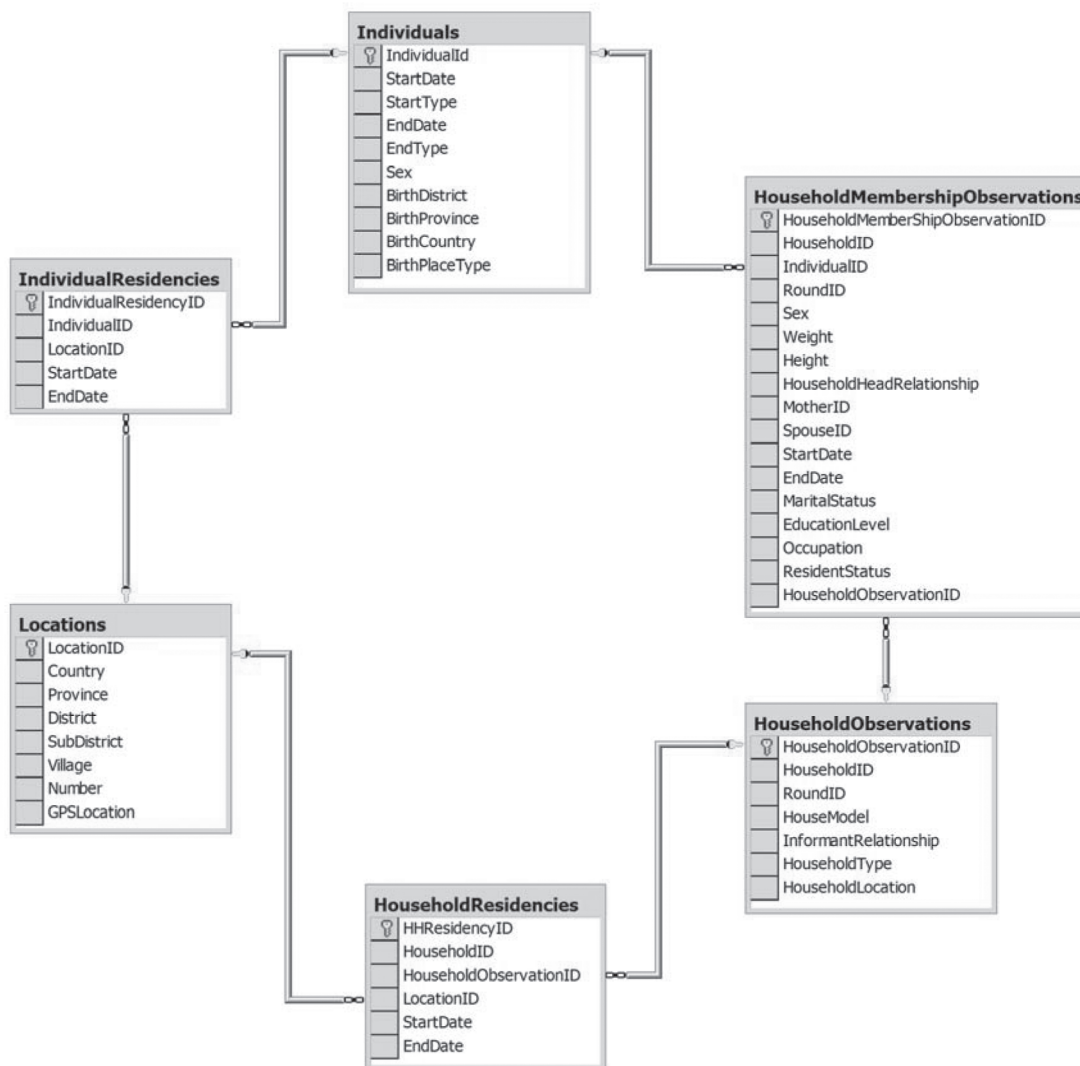 Individuals
IndividualId
StartDate
StartType
EndDate
EndType
Sex
BirthDistrict
BirthProvince
BirthCountry
BirthPlaceType
HouseholdMembershipObservations
HouseholdMemberShipObservationID
HouseholdID
IndividualID
RoundID
Sex
Weight
Height
HouseholdHeadRelationship
MotherID
SpouseID
StartDate
EndDate
MaritalStatus
EducationLevel
Occupation
ResidentStatus
HouseholdObservationID
IndividualResidencies
IndividualResidencyID
IndividualID
LocationID
StartDate
EndDate
Locations
LocationID
Country
Province
District
SubDistrict
Village
Number
GPSLocation
HouseholdObservations
HouseholdObservationID
HouseholdID
RoundID
HouseModel
InformantRelationship
HouseholdType
HouseholdLocation
HouseholdResidencies
HHResidencyID
HouseholdID
HouseholdObservationID
LocationID
StartDate
EndDate